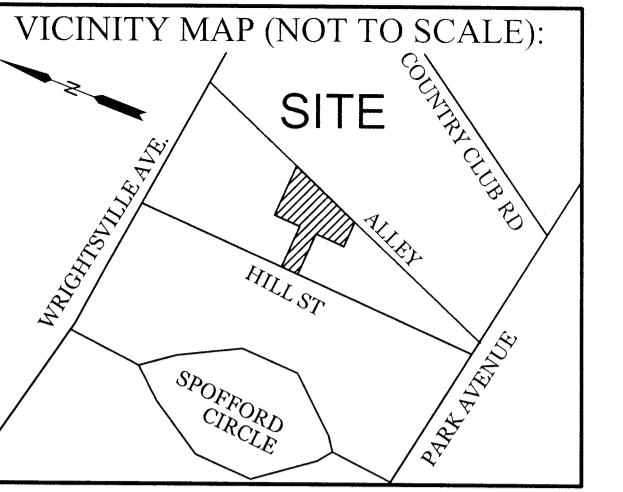 VICINITY MAP (NOT TO SCALE):
N
SITE
COUNTRY CLUB RD
WRIGHTSVILLE AVE.
ALLEY
HILL ST
SPOFFORD
CIRCLE
PARK AVENUE